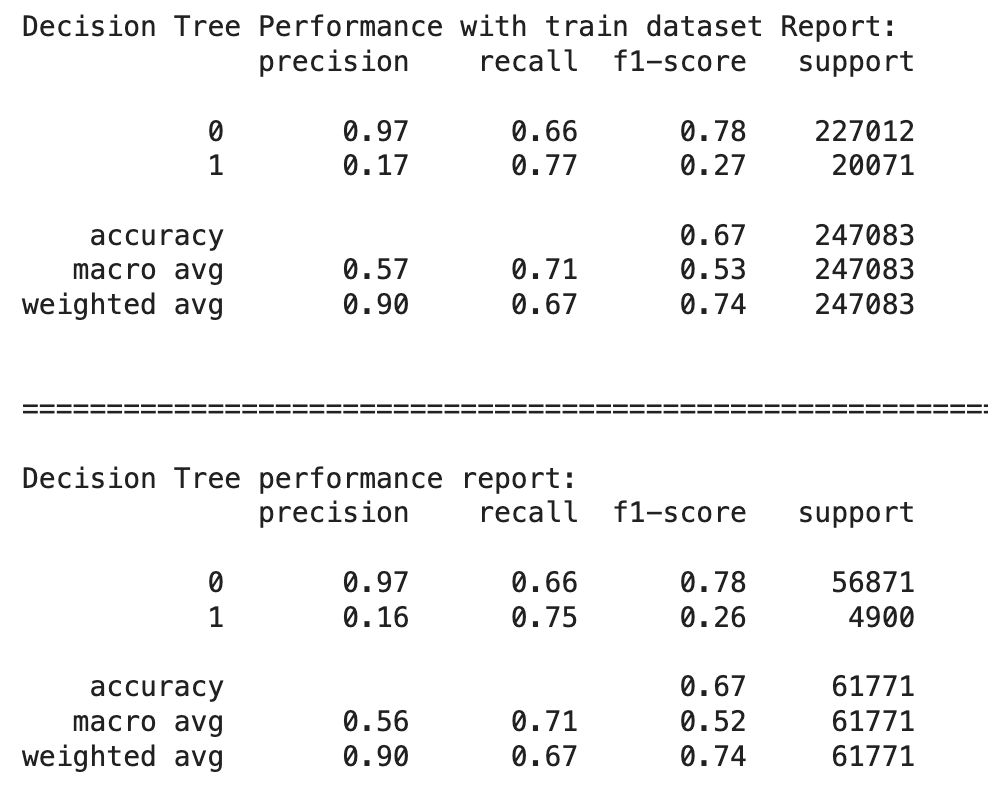 Decision Tree Performance with train dataset Report:
precision recall f1-score support
0 0.97 0.66 0.78 227012
1 0.17 0.77 0.27 20071
accuracy 0.67 247083
macro avg 0.57 0.71 0.53 247083
weighted avg 0.90 0.67 0.74 247083
==========================================================
Decision Tree performance report:
precision recall f1-score support
0 0.97 0.66 0.78 56871
1 0.16 0.75 0.26 4900
accuracy 0.67 61771
macro avg 0.56 0.71 0.52 61771
weighted avg 0.90 0.67 0.74 61771